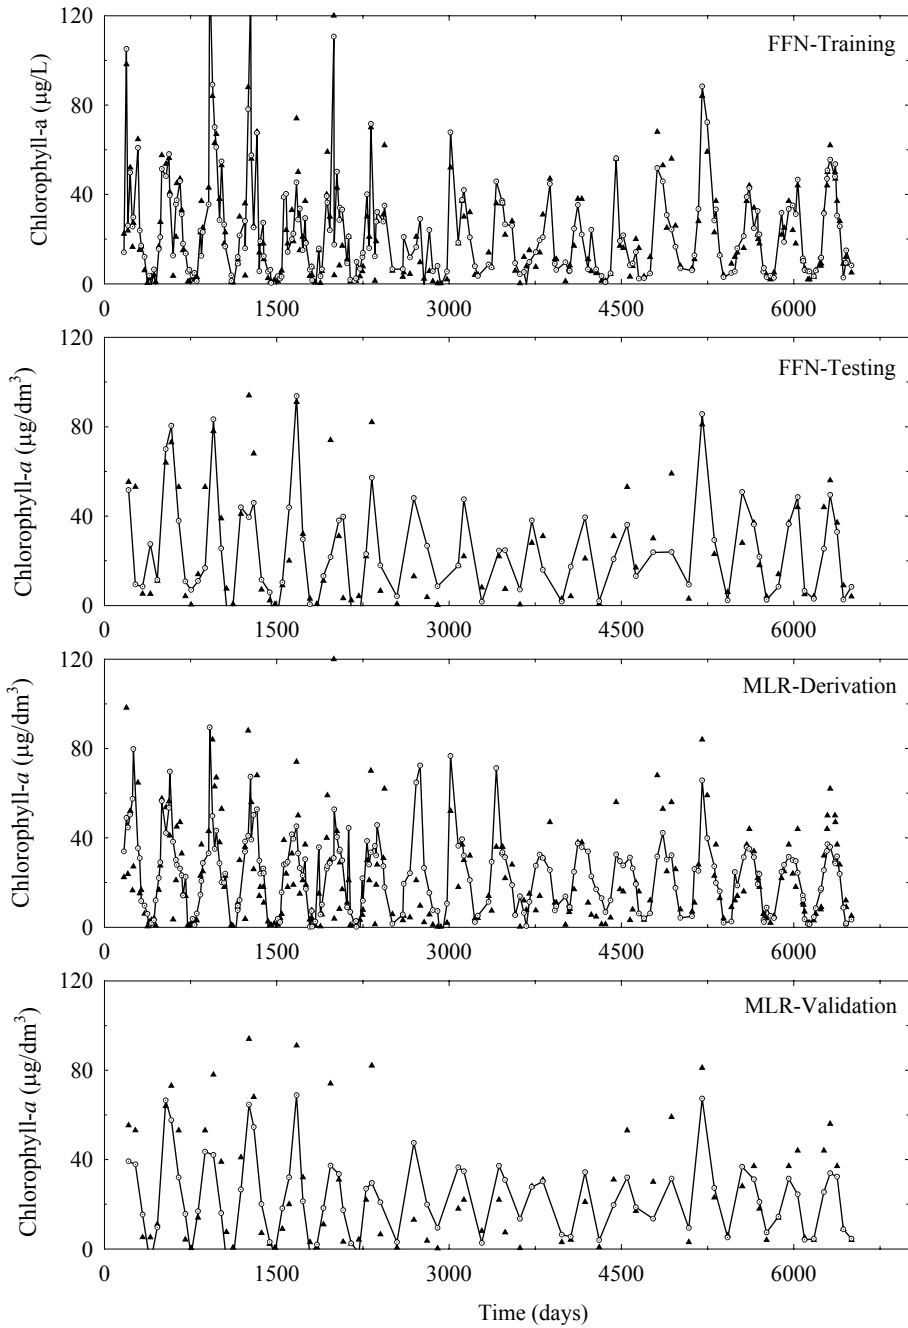 120
FFN-Training
80
40
0
0 1500 3000 4500 6000
Chlorophyll-a (µg/L)
120
FFN-Testing
80
40
0
0 1500 3000 4500 6000
Chlorophyll-a (µg/dm³)
120
MLR-Derivation
80
40
0
0 1500 3000 4500 6000
Chlorophyll-a (µg/dm³)
120
MLR-Validation
80
40
0
0 1500 3000 4500 6000
Chlorophyll-a (µg/dm³)
Time (days)